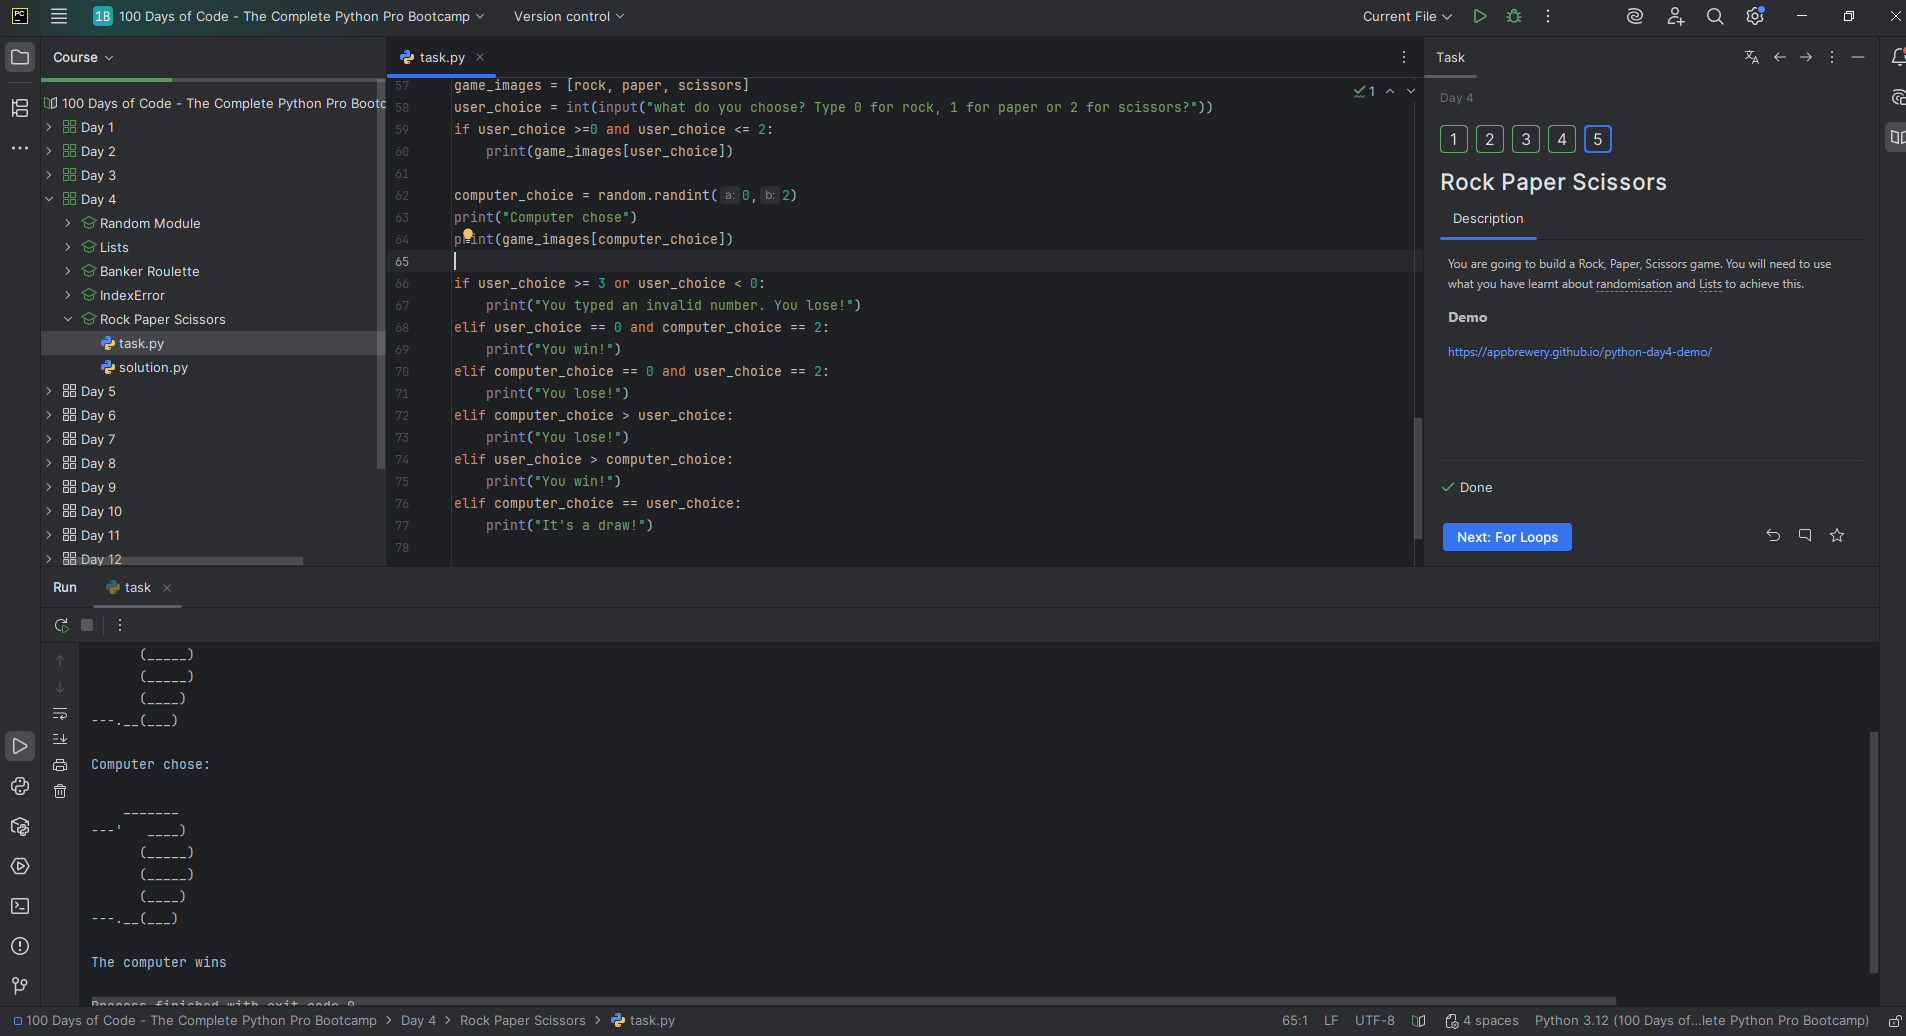 PC
1B 100 Days of Code - The Complete Python Pro Bootcamp
Version control
Current File
Course
100 Days of Code - The Complete Python Pro Bootc
Day 1
Day 2
Day 3
Day 4
Random Module
Lists
Banker Roulette
IndexError
Rock Paper Scissors
task.py
solution.py
Day 5
Day 6
Day 7
Day 8
Day 9
Day 10
Day 11
Day 12
task.py
1
57 game_images = [rock, paper, scissors]
58 user_choice = int(input("what do you choose? Type 0 for rock, 1 for paper or 2 for scissors?"))
59 if user_choice >=0 and user_choice <= 2:
60     print(game_images[user_choice])
61
62 computer_choice = random.randint( a: 0, b: 2)
63 print("Computer chose")
64 print(game_images[computer_choice])
65
66 if user_choice >= 3 or user_choice < 0:
67     print("You typed an invalid number. You lose!")
68 elif user_choice == 0 and computer_choice == 2:
69     print("You win!")
70 elif computer_choice == 0 and user_choice == 2:
71     print("You lose!")
72 elif computer_choice > user_choice:
73     print("You lose!")
74 elif user_choice > computer_choice:
75     print("You win!")
76 elif computer_choice == user_choice:
77     print("It's a draw!")
78
Task
Day 4
1 2 3 4 5
Rock Paper Scissors
Description
You are going to build a Rock, Paper, Scissors game. You will need to use
what you have learnt about randomisation and Lists to achieve this.
Demo
https://appbrewery.github.io/python-day4-demo/
Done
Next: For Loops
Run
task
      (_____)
      (_____)
      (____)
---.__(___)
Computer chose:
    _______
---'   ____)
      (_____)
      (_____)
      (____)
---.__(___)
The computer wins
Process finished with exit code 0
100 Days of Code - The Complete Python Pro Bootcamp > Day 4 > Rock Paper Scissors > task.py
65:1 LF UTF-8 4 spaces Python 3.12 (100 Days of...lete Python Pro Bootcamp)